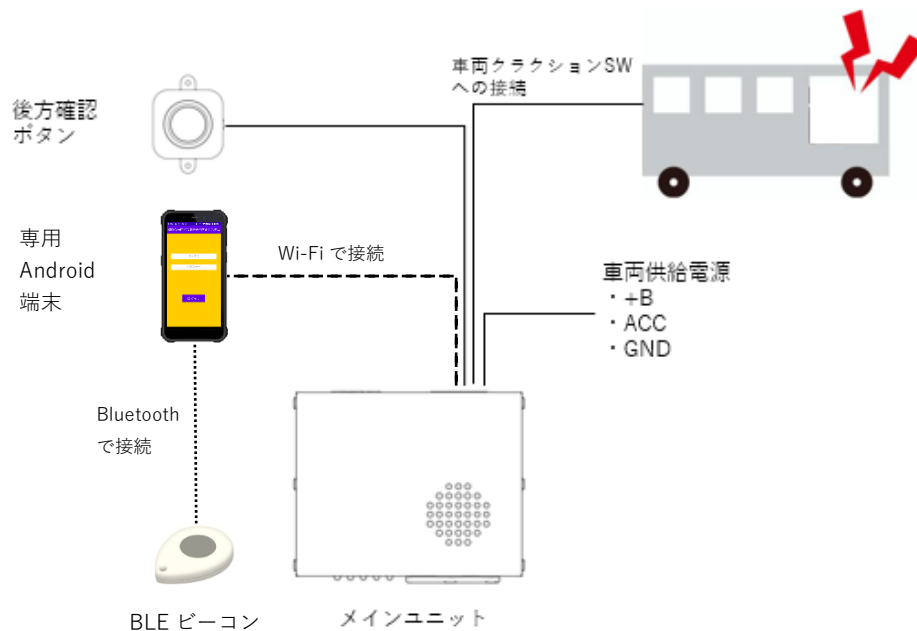 車両クラクションSW
への接続
後方確認
ボタン
専用
Android
端末
Wi-Fi で接続
車両供給電源
・+B
・ACC
・GND
Bluetooth
で接続
BLE ビーコン
メインユニット